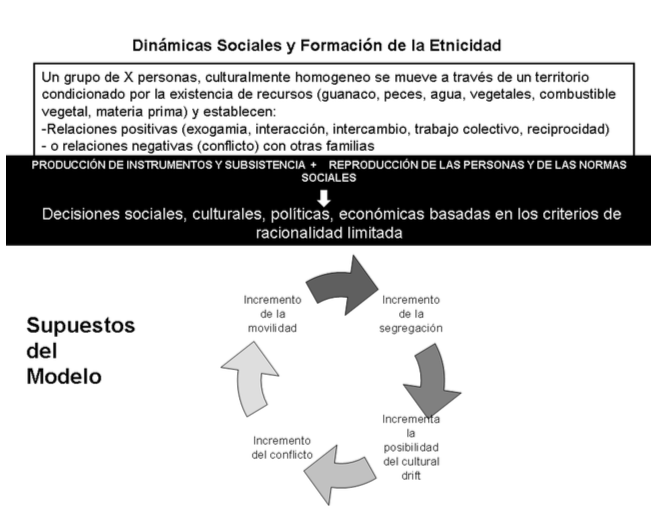 Dinámicas Sociales y Formación de la Etnicidad
Un grupo de X personas, culturalmente homogeneo se mueve a través de un territorio
condicionado por la existencia de recursos (guanaco, peces, agua, vegetales, combustible
vegetal, matería prima) y establecen:
-Relaciones positivas (exogamia, interacción, intercambio, trabajo colectivo, reciprocidad)
- o relaciones negativas (conflicto) con otras familias
PRODUCCIÓN DE INSTRUMENTOS Y SUBSISTENCIA + REPRODUCCIÓN DE LAS PERSONAS Y DE LAS NORMAS
SOCIALES
Decisiones sociales, culturales, políticas, económicas basadas en los criterios de
racionalidad limitada
Supuestos
del
Modelo
Incremento
de la
movilidad
Incremento
de la
segregación
Incrementa
la
posibilidad
del cultural
drift
Incremento
del conflicto